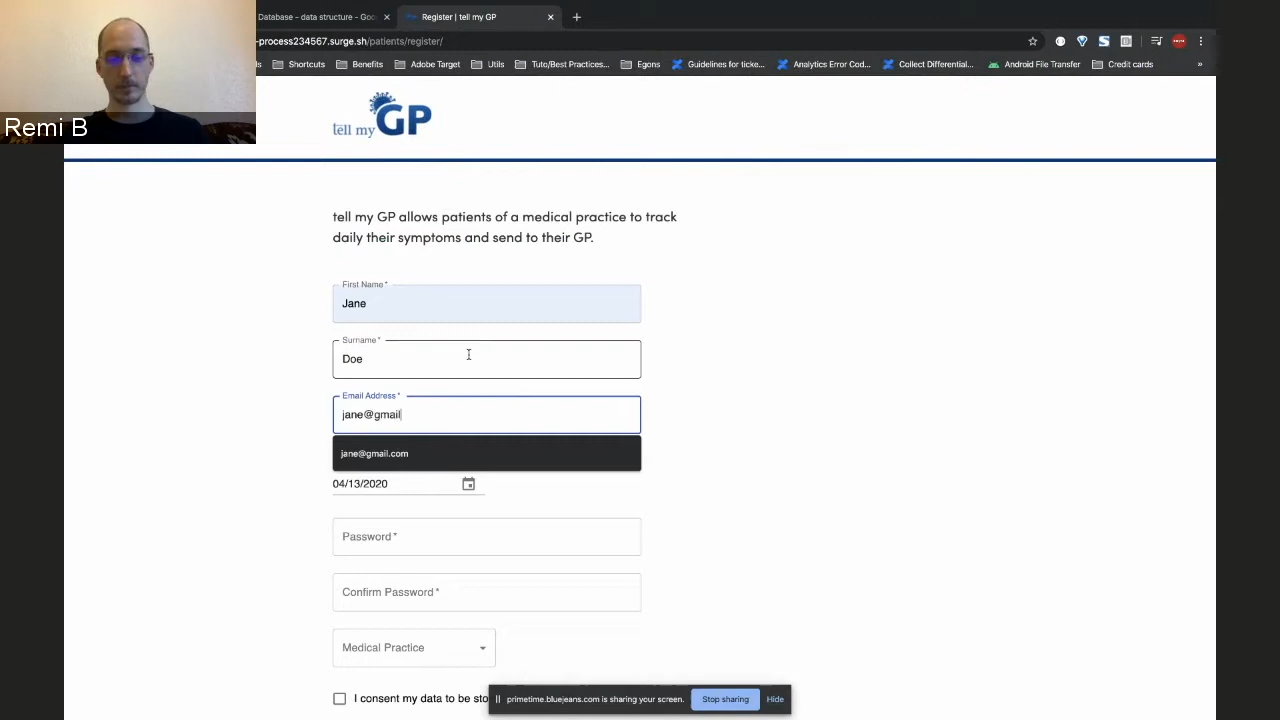 Database - data structure - Goo
Register | tell my GP
-process234567.surge.sh/patients/register/
ls
Shortcuts
Benefits
Adobe Target
Utils
Tuto/Best Practices...
Egons
Guidelines for ticke...
Analytics Error Cod...
Collect Differential...
Android File Transfer
Credit cards
»
Remi B
tell my GP
tell my GP allows patients of a medical practice to track
daily their symptoms and send to their GP.
First Name *
Jane
Surname *
Doe
Email Address *
jane@gmail
jane@gmail.com
04/13/2020
Password *
Confirm Password *
Medical Practice
I consent my data to be sto
primetime.bluejeans.com is sharing your screen.
Stop sharing
Hide